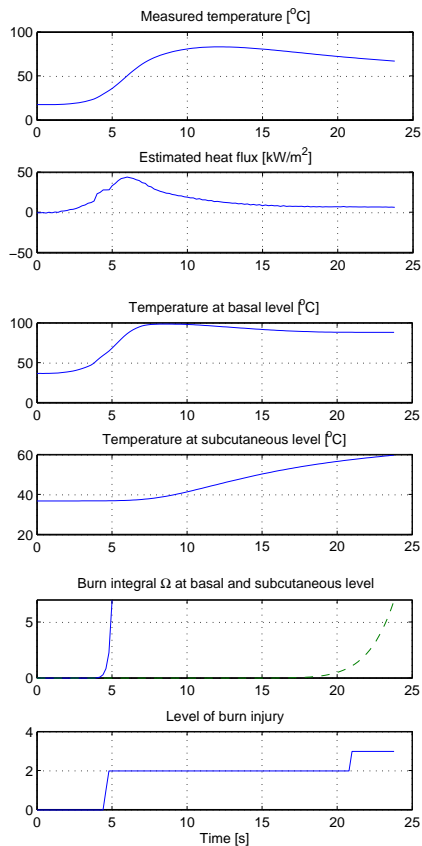 Measured temperature [°C]
100
50
0
0 5 10 15 20 25
Estimated heat flux [kW/m²]
50
0
−50
0 5 10 15 20 25
Temperature at basal level [°C]
100
50
0
0 5 10 15 20 25
Temperature at subcutaneous level [°C]
60
40
20
0 5 10 15 20 25
Burn integral Ω at basal and subcutaneous level
5
0
0 5 10 15 20 25
Level of burn injury
4
2
0
0 5 10 15 20 25
Time [s]